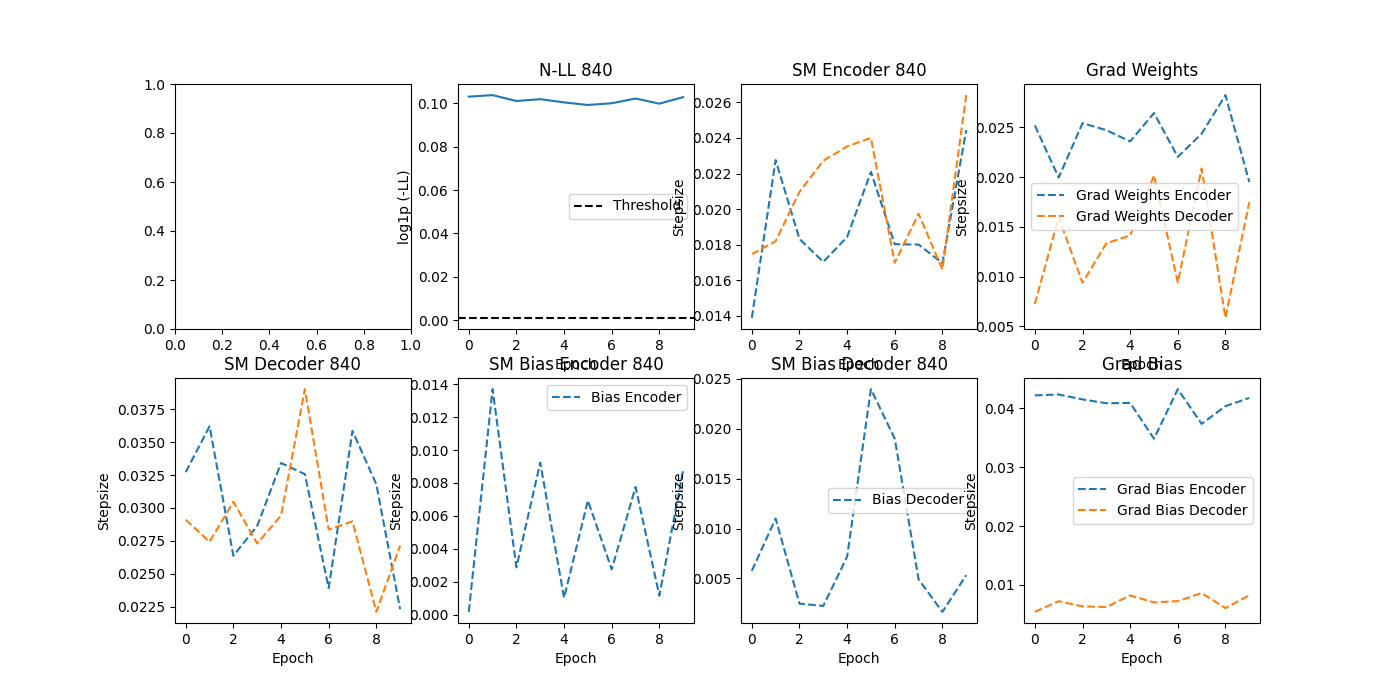 N-LL 840
SM Encoder 840
Grad Weights
1.0
0.8
0.6
0.4
0.2
0.0
0.0 0.2 0.4 0.6 0.8 1.0
log1p (-LL)
0.10
0.08
0.06
0.04
0.02
0.00
Threshold
0 2 4 6 8
Epoch
Stepsize
0.026
0.024
0.022
0.020
0.018
0.016
0.014
0 2 4 6 8
Epoch
Stepsize
0.025
0.020
0.015
0.010
0.005
Grad Weights Encoder
Grad Weights Decoder
0 2 4 6 8
Epoch
SM Decoder 840
SM Bias Encoder 840
SM Bias Decoder 840
Grad Bias
Stepsize
0.0375
0.0350
0.0325
0.0300
0.0275
0.0250
0.0225
0 2 4 6 8
Epoch
Stepsize
0.014
0.012
0.010
0.008
0.006
0.004
0.002
0.000
Bias Encoder
0 2 4 6 8
Epoch
Stepsize
0.025
0.020
0.015
0.010
0.005
Bias Decoder
0 2 4 6 8
Epoch
Stepsize
0.04
0.03
0.02
0.01
Grad Bias Encoder
Grad Bias Decoder
0 2 4 6 8
Epoch